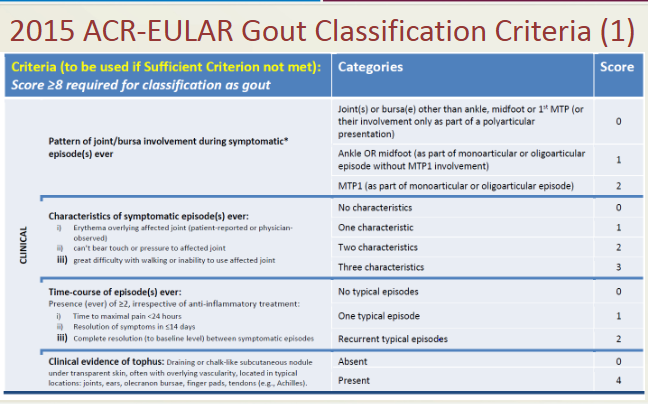 2015 ACR-EULAR Gout Classification Criteria (1)
Criteria (to be used if Sufficient Criterion not met):
Score ≥8 required for classification as gout
Categories
Score
CLINICAL
Pattern of joint/bursa involvement during symptomatic*
episode(s) ever
Joint(s) or bursa(e) other than ankle, midfoot or 1st MTP (or
their involvement only as part of a polyarticular
presentation)
0
Ankle OR midfoot (as part of monoarticular or oligoarticular
episode without MTP1 involvement)
1
MTP1 (as part of monoarticular or oligoarticular episode)
2
Characteristics of symptomatic episode(s) ever:
i) Erythema overlying affected joint (patient-reported or physician-
observed)
ii) can't bear touch or pressure to affected joint
iii) great difficulty with walking or inability to use affected joint
No characteristics
0
One characteristic
1
Two characteristics
2
Three characteristics
3
Time-course of episode(s) ever:
Presence (ever) of ≥2, irrespective of anti-inflammatory treatment:
i) Time to maximal pain <24 hours
ii) Resolution of symptoms in ≤14 days
iii) Complete resolution (to baseline level) between symptomatic episodes
No typical episodes
0
One typical episode
1
Recurrent typical episodes
2
Clinical evidence of tophus: Draining or chalk-like subcutaneous nodule
under transparent skin, often with overlying vascularity, located in typical
locations: joints, ears, olecranon bursae, finger pads, tendons (e.g., Achilles).
Absent
0
Present
4